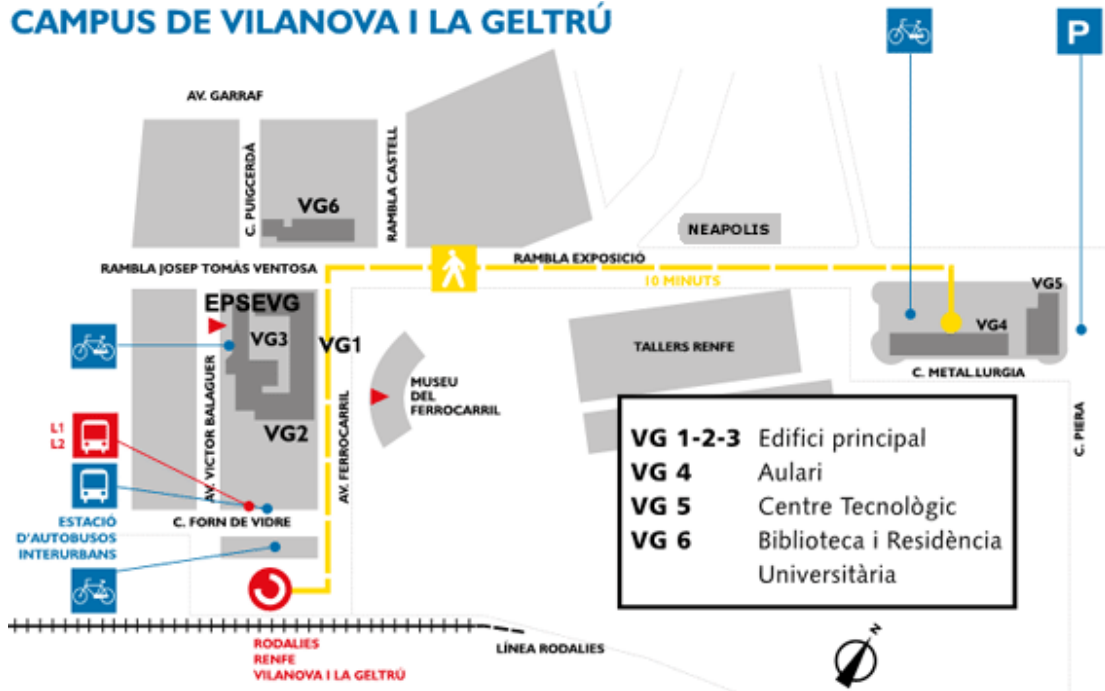 CAMPUS DE VILANOVA I LA GELTRÚ
P
AV. GARRAF
C. PUIGCERDÀ
RAMBLA CASTELL
VG6
NEAPOLIS
RAMBLA JOSEP TOMÀS VENTOSA
RAMBLA EXPOSICIÓ
10 MINUTS
EPSEVG
VG3
VG1
VG2
VG5
VG4
TALLERS RENFE
C. METAL.LURGIA
MUSEU
DEL
FERROCARRIL
AV. VICTOR BALAGUER
AV. FERROCARRIL
C. PIERA
L1
L2
ESTACIÓ
D'AUTOBUSOS
INTERURBANS
C. FORN DE VIDRE
VG 1-2-3 Edifici principal
VG 4 Aulari
VG 5 Centre Tecnològic
VG 6 Biblioteca i Residència
Universitària
RODALIES
RENFE
VILANOVA I LA GELTRÚ
LÍNEA RODALIES
N